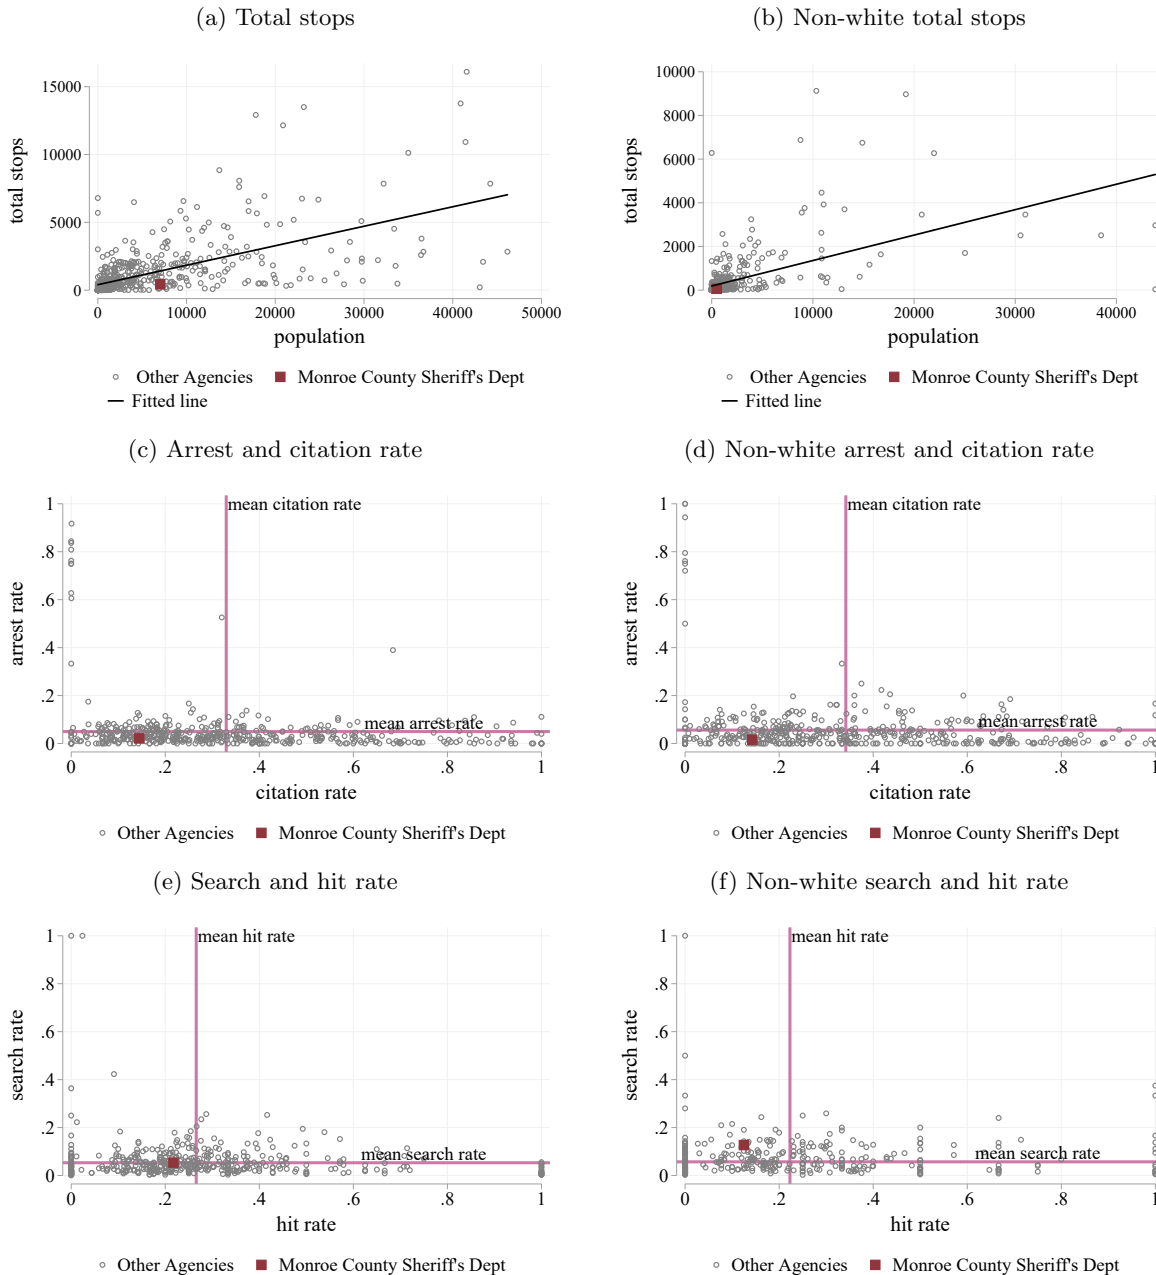 (a) Total stops
(b) Non-white total stops
total stops
15000
10000
5000
0
0 10000 20000 30000 40000 50000
population
Other Agencies Monroe County Sheriff's Dept
Fitted line
total stops
10000
8000
6000
4000
2000
0
0 10000 20000 30000 40000
population
Other Agencies Monroe County Sheriff's Dept
Fitted line
(c) Arrest and citation rate
(d) Non-white arrest and citation rate
arrest rate
1
.8
.6
.4
.2
0
mean citation rate
mean arrest rate
0 .2 .4 .6 .8 1
citation rate
Other Agencies Monroe County Sheriff's Dept
arrest rate
1
.8
.6
.4
.2
0
mean citation rate
mean arrest rate
0 .2 .4 .6 .8 1
citation rate
Other Agencies Monroe County Sheriff's Dept
(e) Search and hit rate
(f) Non-white search and hit rate
search rate
1
.8
.6
.4
.2
0
mean hit rate
mean search rate
0 .2 .4 .6 .8 1
hit rate
Other Agencies Monroe County Sheriff's Dept
search rate
1
.8
.6
.4
.2
0
mean hit rate
mean search rate
0 .2 .4 .6 .8 1
hit rate
Other Agencies Monroe County Sheriff's Dept